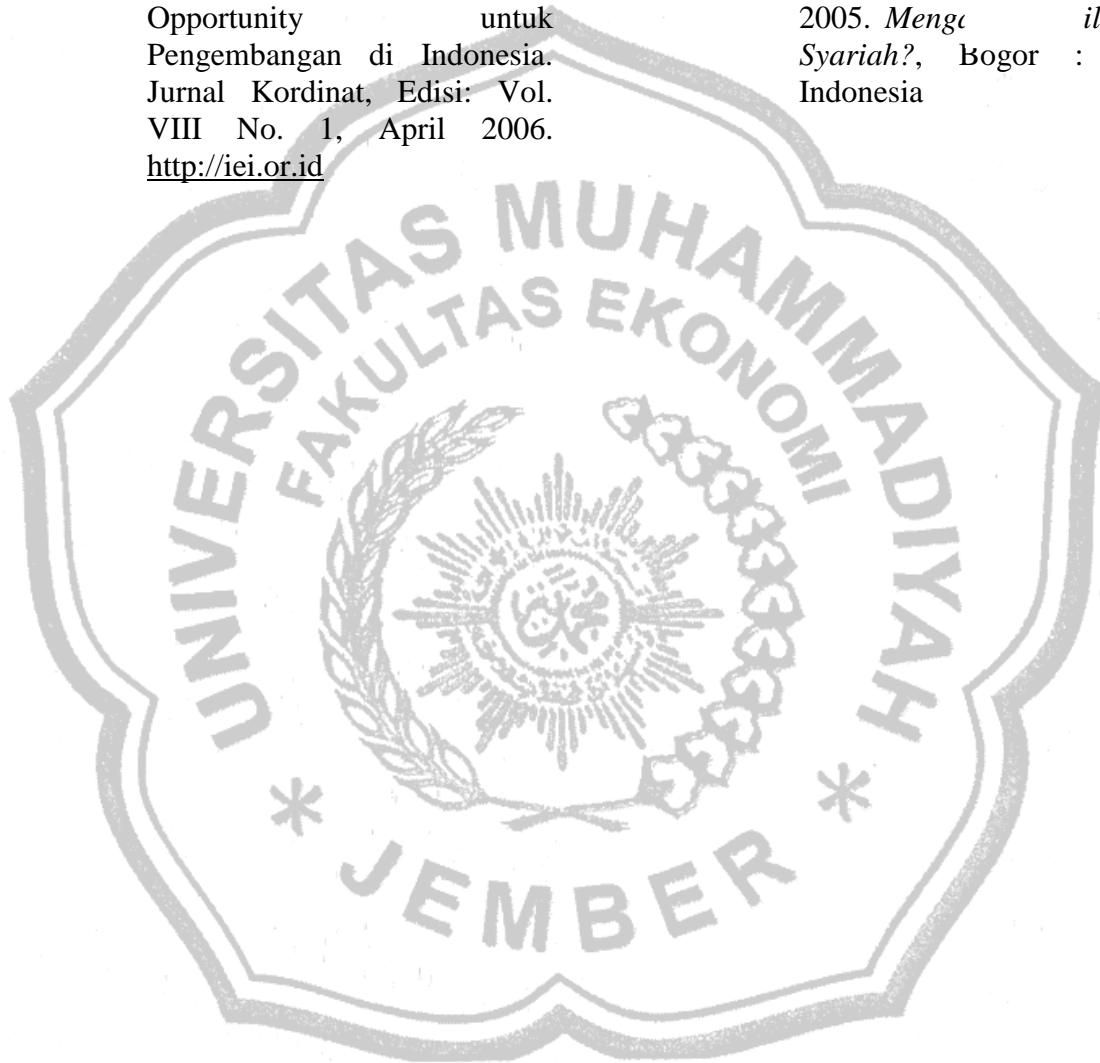 Opportunity untuk
Pengembangan di Indonesia.
Jurnal Kordinat, Edisi: Vol.
VIII No. 1, April 2006.
http://iei.or.id
2005.
Syariah?, Bogor :
Indonesia
UNIVERSITAS MUHAMMADIYAH
FAKULTAS EKONOMI
* JEMBER *